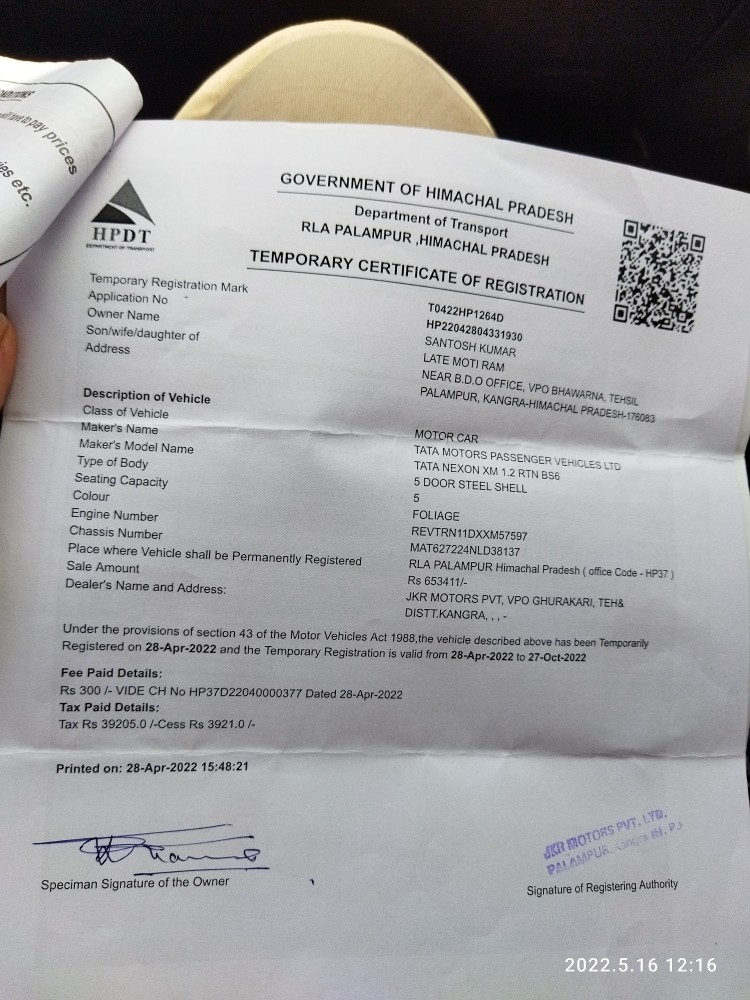 will have to pay prices
etc.
HPDT
DEPARTMENT OF TRANSPORT
GOVERNMENT OF HIMACHAL PRADESH
Department of Transport
RLA PALAMPUR ,HIMACHAL PRADESH
TEMPORARY CERTIFICATE OF REGISTRATION
Temporary Registration Mark T0422HP1264D
Application No HP22042804331930
Owner Name SANTOSH KUMAR
Son/wife/daughter of LATE MOTI RAM
Address NEAR B.D.O OFFICE, VPO BHAWARNA, TEHSIL
PALAMPUR, KANGRA-HIMACHAL PRADESH-176083
Description of Vehicle
Class of Vehicle MOTOR CAR
Maker's Name TATA MOTORS PASSENGER VEHICLES LTD
Maker's Model Name TATA NEXON XM 1.2 RTN BS6
Type of Body 5 DOOR STEEL SHELL
Seating Capacity 5
Colour FOLIAGE
Engine Number REVTRN11DXXM57597
Chassis Number MAT627224NLD38137
Place where Vehicle shall be Permanently Registered RLA PALAMPUR Himachal Pradesh ( office Code - HP37 )
Sale Amount Rs 653411/-
Dealer's Name and Address: JKR MOTORS PVT, VPO GHURAKARI, TEH&
DISTT.KANGRA, , , -
Under the provisions of section 43 of the Motor Vehicles Act 1988,the vehicle described above has been Temporarily
Registered on 28-Apr-2022 and the Temporary Registration is valid from 28-Apr-2022 to 27-Oct-2022
Fee Paid Details:
Rs 300 /- VIDE CH No HP37D22040000377 Dated 28-Apr-2022
Tax Paid Details:
Tax Rs 39205.0 /-Cess Rs 3921.0 /-
Printed on: 28-Apr-2022 15:48:21
JKR MOTORS PVT. LTD.
PALAMPUR, Kangra (H. P.)
Speciman Signature of the Owner
Signature of Registering Authority
2022.5.16 12:16